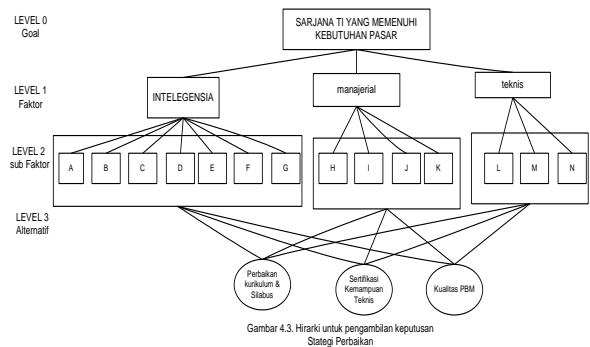 LEVEL 0
Goal
SARJANA TI YANG MEMENUHI
KEBUTUHAN PASAR
LEVEL 1
Faktor
INTELEGENSIA
manajerial
teknis
LEVEL 2
sub Faktor
A B C D E F G H I J K L M N
LEVEL 3
Alternatif
Perbaikan
kurikulum &
Silabus
Sertifikasi
Kemampuan
Teknis
Kualitas PBM
Gambar 4.3. Hirarki untuk pengambilan keputusan
Stategi Perbaikan